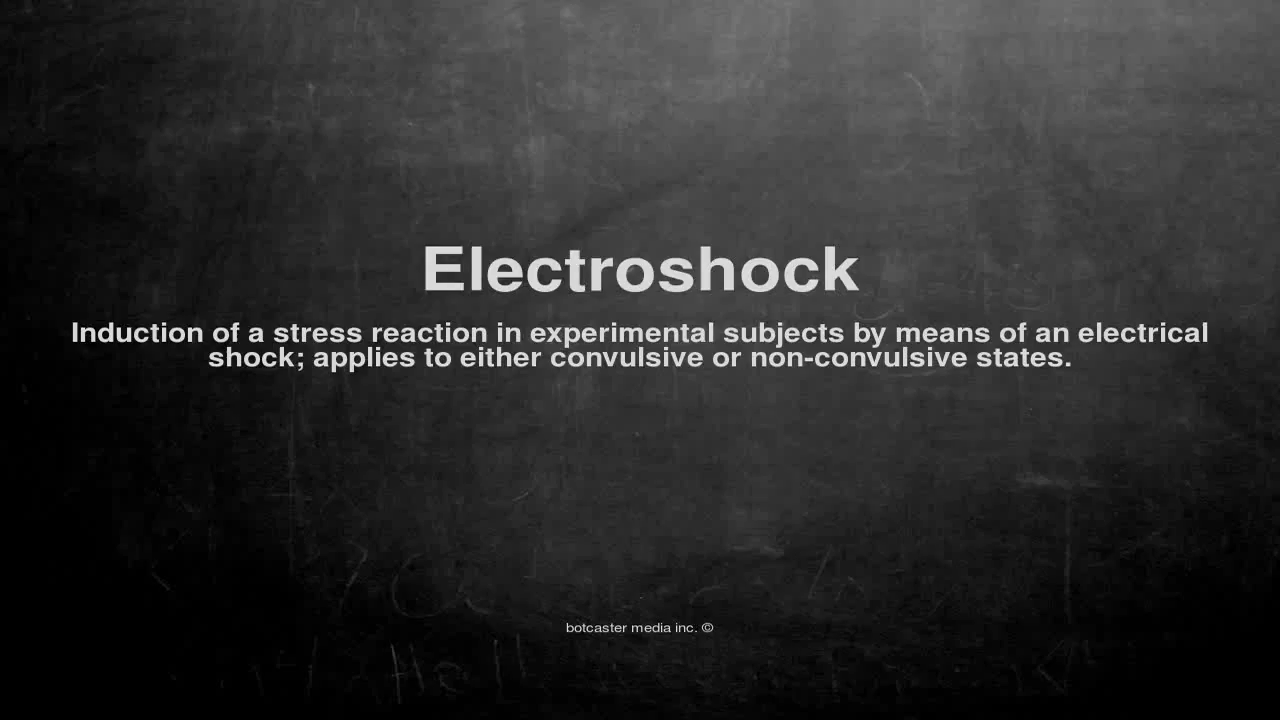 Electroshock
Induction of a stress reaction in experimental subjects by means of an electrical
shock; applies to either convulsive or non-convulsive states.
botcaster media inc. ©